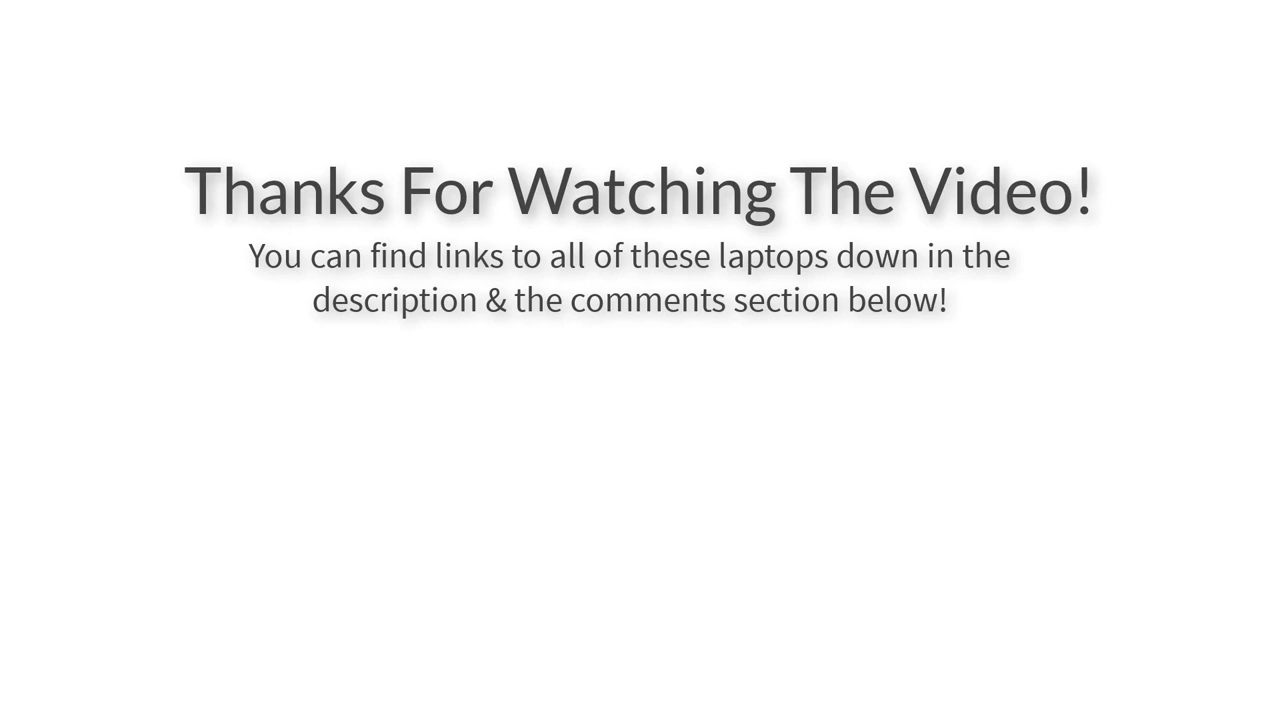 Thanks For Watching The Video!
You can find links to all of these laptops down in the
description & the comments section below!